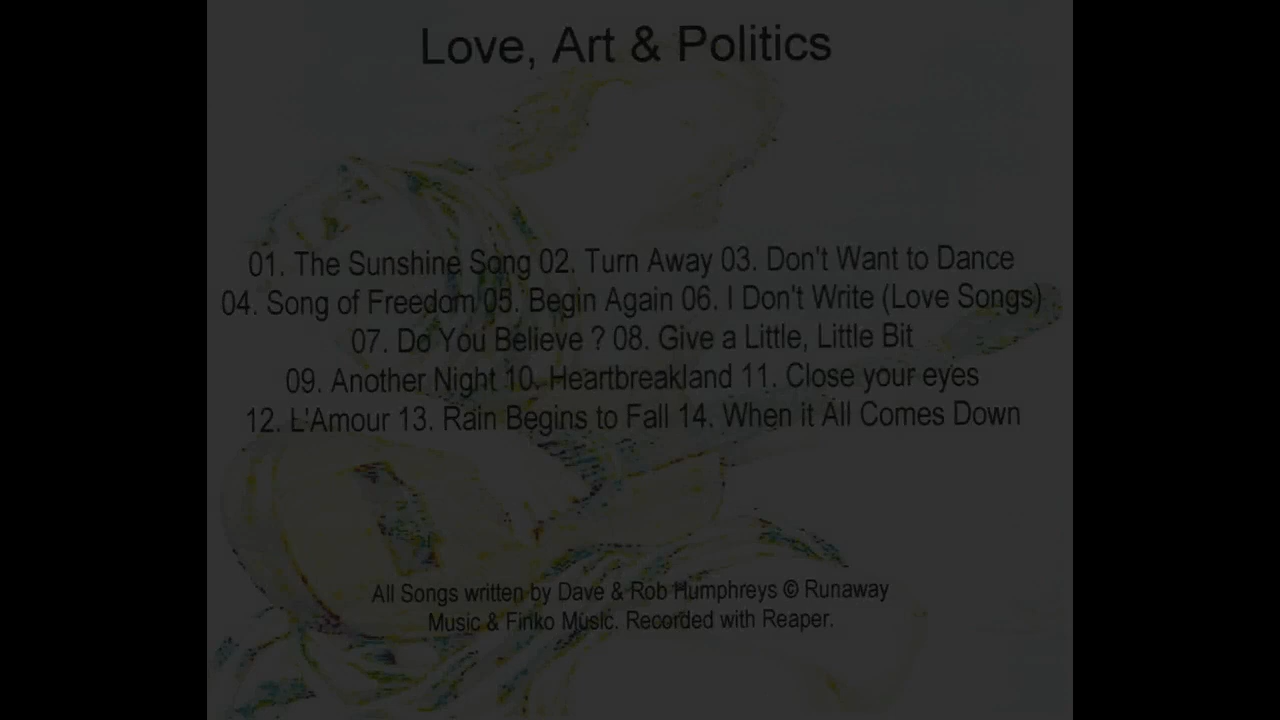 Love, Art & Politics
01. The Sunshine Song 02. Turn Away 03. Don't Want to Dance
04. Song of Freedom 05. Begin Again 06. I Don't Write (Love Songs)
07. Do You Believe ? 08. Give a Little, Little Bit
09. Another Night 10. Heartbreakland 11. Close your eyes
12. L'Amour 13. Rain Begins to Fall 14. When it All Comes Down
All Songs written by Dave & Rob Humphreys © Runaway
Music & Finko Music. Recorded with Reaper.